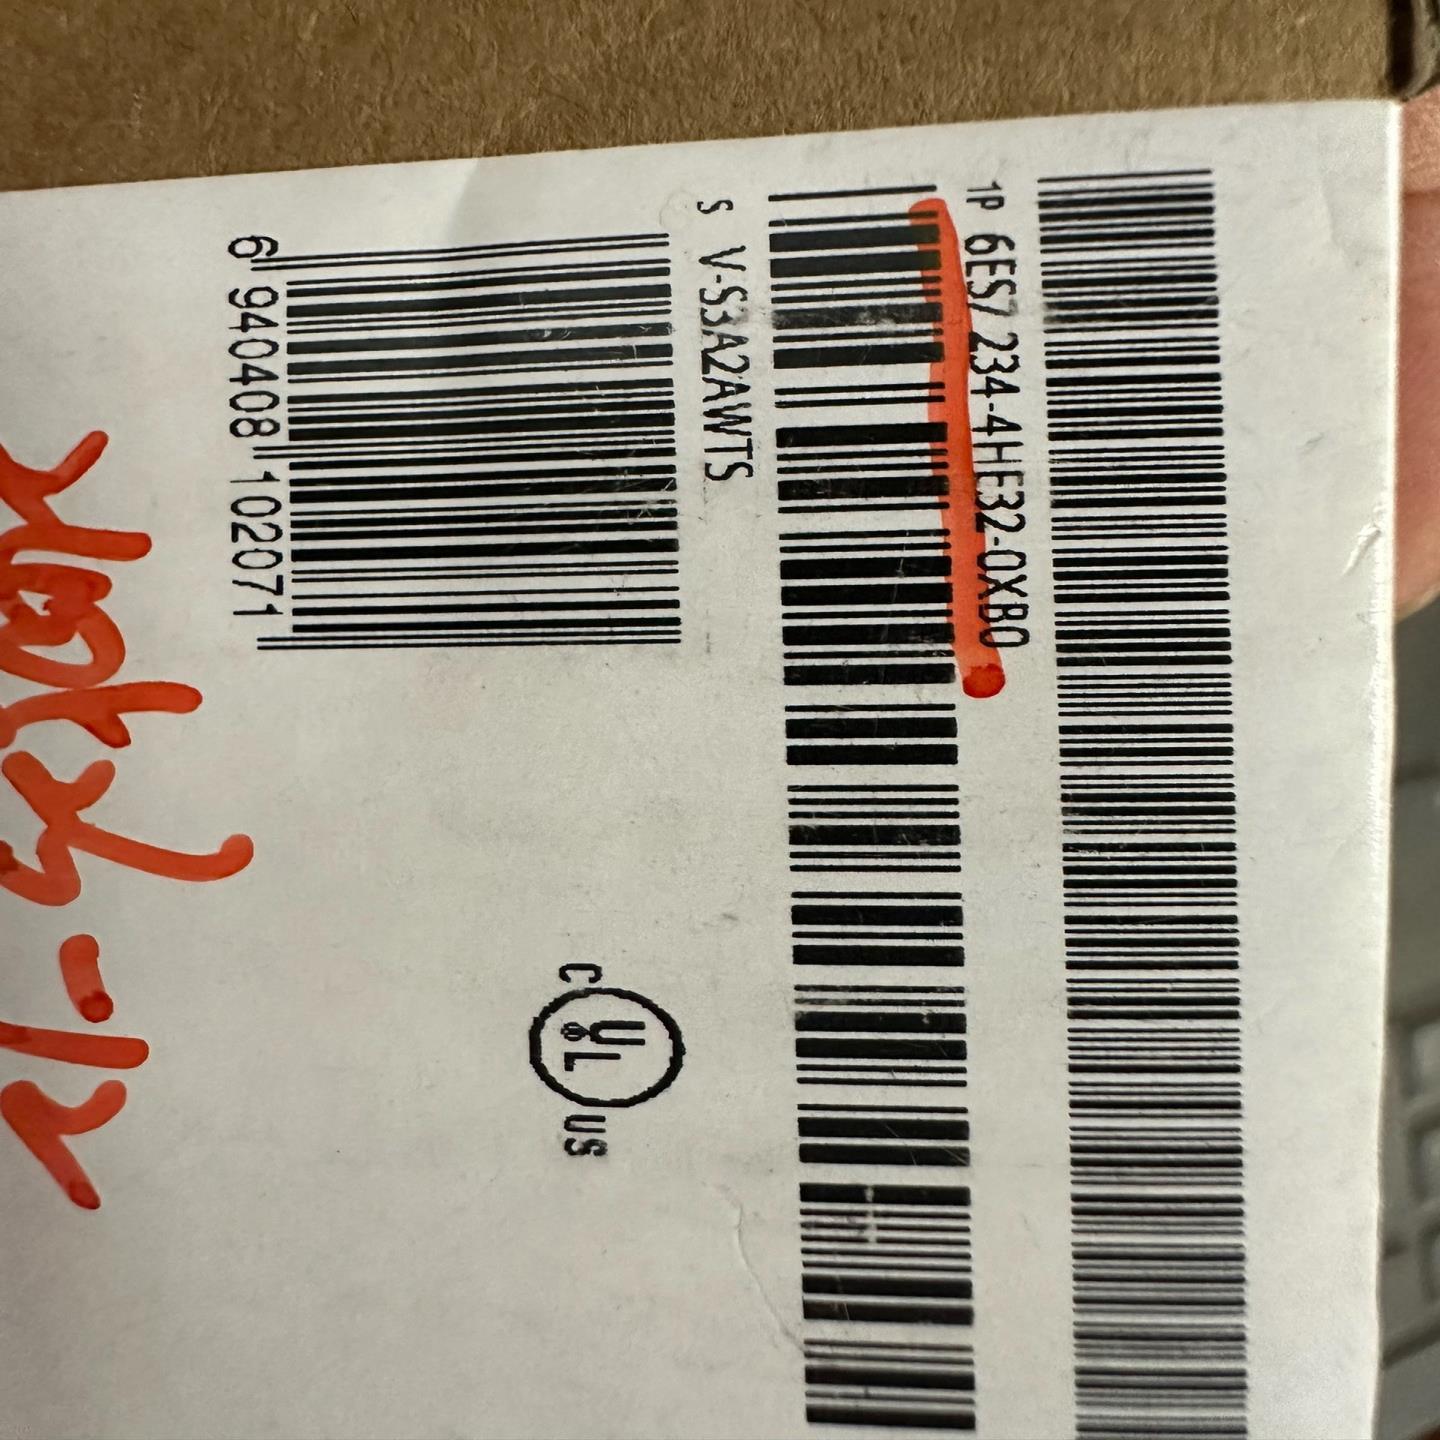 1P 6ES7 234-4HE32-0XB0
S V-S3A2AWTS
6 940408 102071
C UL US